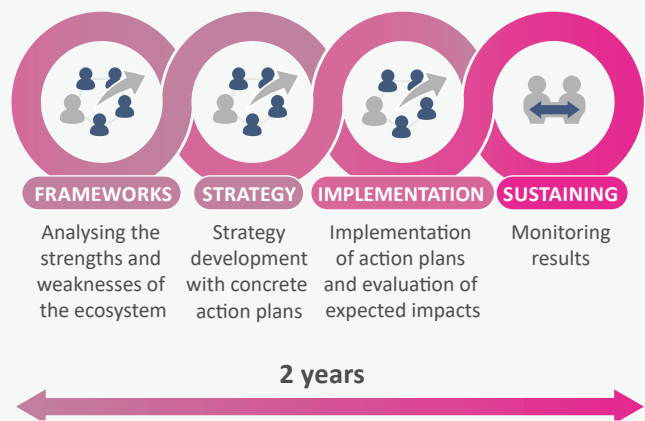 FRAMEWORKS
Analysing the
strengths and
weaknesses of
the ecosystem
STRATEGY
Strategy
development
with concrete
action plans
IMPLEMENTATION
Implementation
of action plans
and evaluation of
expected impacts
SUSTAINING
Monitoring
results
2 years